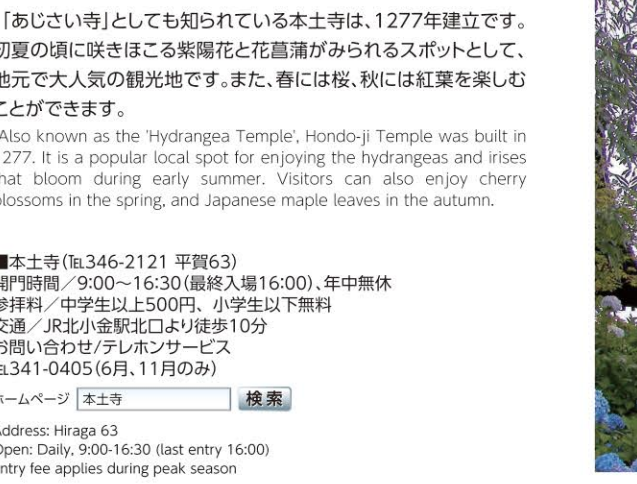 「あじさい寺」としても知られている本土寺は、1277年建立です。
初夏の頃に咲きほこる紫陽花と花菖蒲がみられるスポットとして、
地元で大人気の観光地です。また、春には桜、秋には紅葉を楽しむ
ことができます。
Also known as the 'Hydrangea Temple', Hondo-ji Temple was built in
1277. It is a popular local spot for enjoying the hydrangeas and irises
that bloom during early summer. Visitors can also enjoy cherry
blossoms in the spring, and Japanese maple leaves in the autumn.
■本土寺(℡346-2121 平賀63)
開門時間／9:00～16:30(最終入場16:00)、年中無休
参拝料／中学生以上500円、小学生以下無料
交通／JR北小金駅北口より徒歩10分
お問い合わせ/テレホンサービス
℡341-0405(6月、11月のみ)
ホームページ 本土寺 検索
Address: Hiraga 63
Open: Daily, 9:00-16:30 (last entry 16:00)
Entry fee applies during peak season